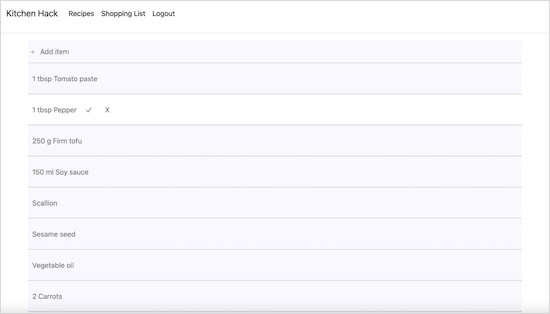 Kitchen Hack Recipes Shopping List Logout
+ Add item
1 tbsp Tomato paste
1 tbsp Pepper ✓ X
250 g Firm tofu
150 ml Soy sauce
Scallion
Sesame seed
Vegetable oil
2 Carrots